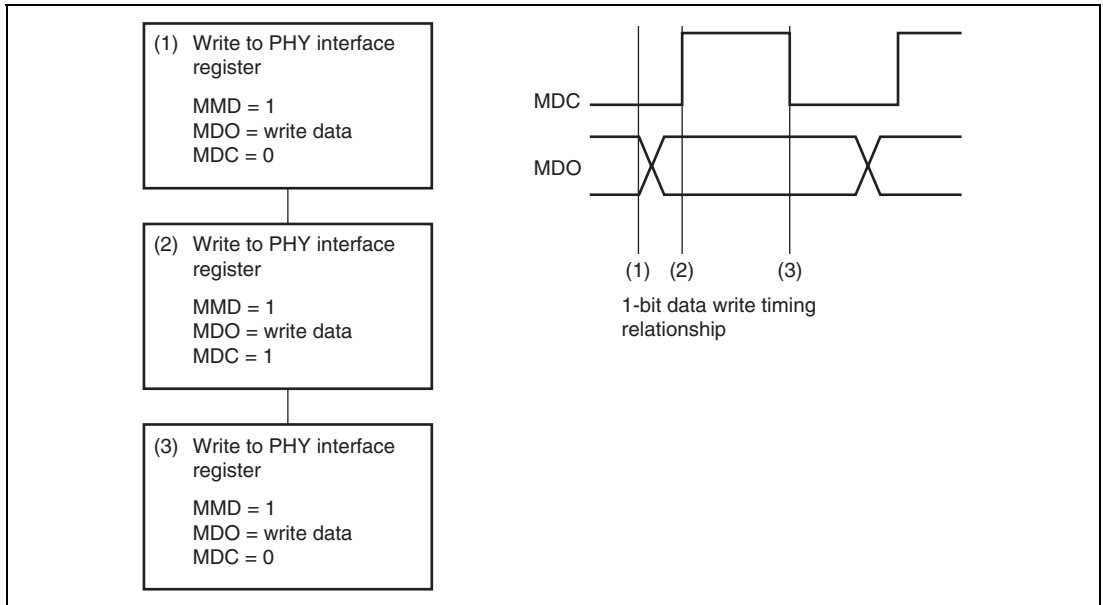 (1) Write to PHY interface
register
MMD = 1
MDO = write data
MDC = 0
(2) Write to PHY interface
register
MMD = 1
MDO = write data
MDC = 1
(3) Write to PHY interface
register
MMD = 1
MDO = write data
MDC = 0
MDC
MDO
(1) (2) (3)
1-bit data write timing
relationship